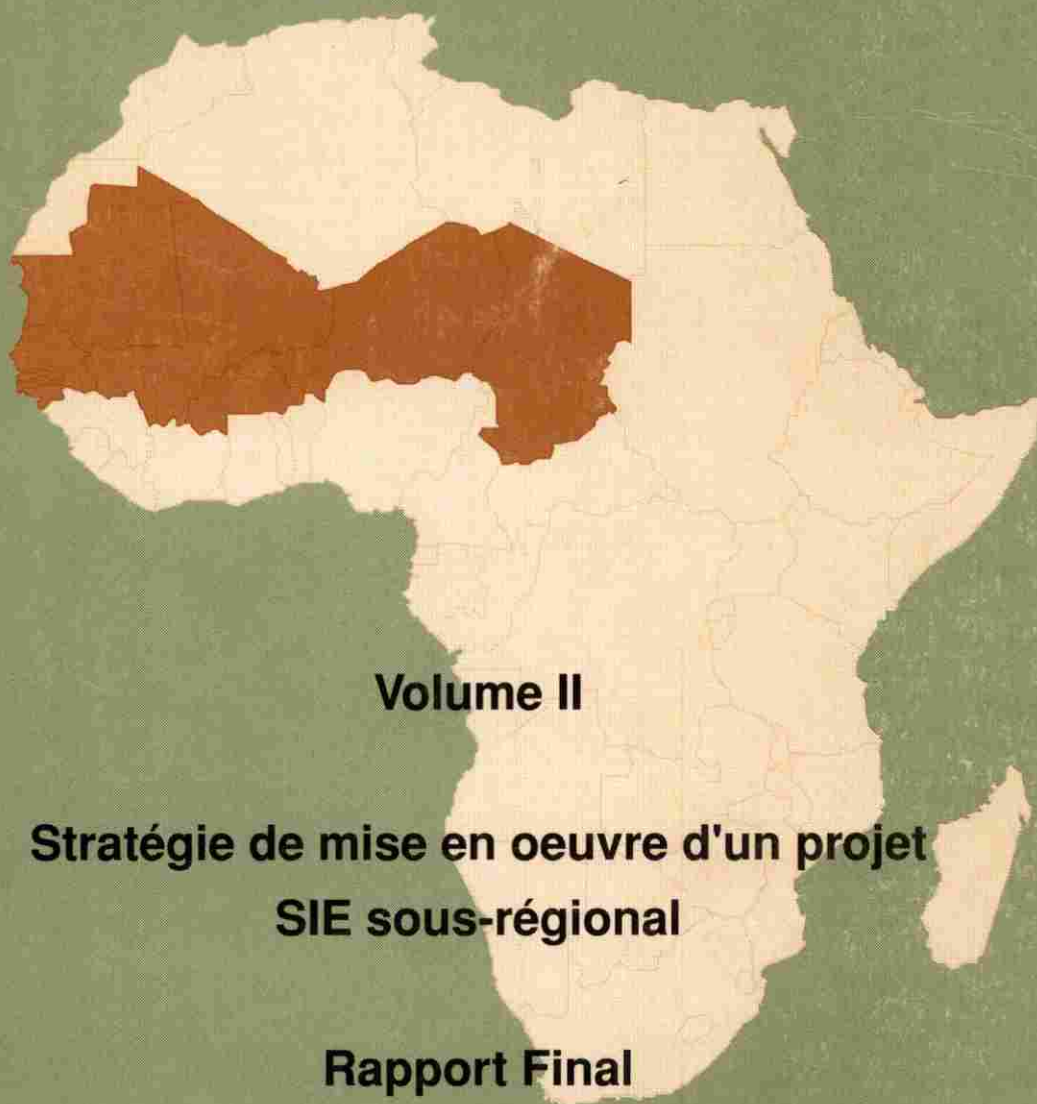 Volume II
Stratégie de mise en oeuvre d'un projet
SIE sous-régional
Rapport Final